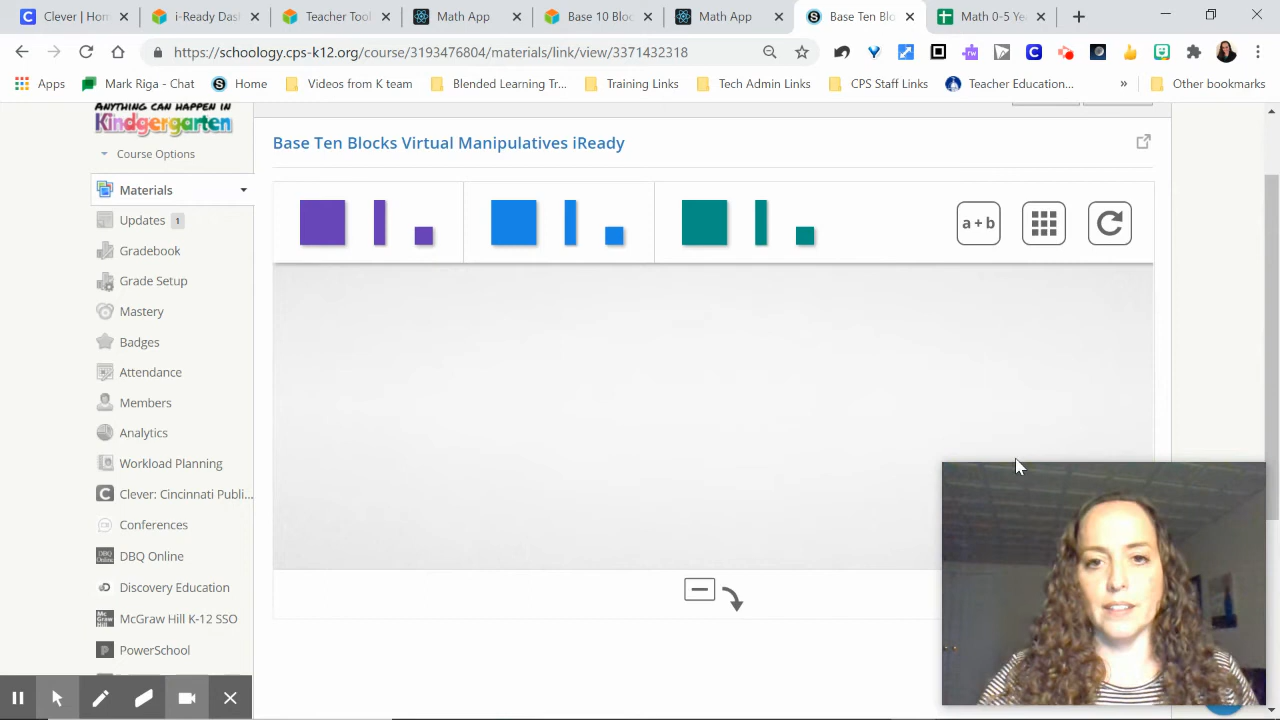 Clever | Hom
i-Ready Das
Teacher Tool
Math App
Base 10 Bloc
Math App
Base Ten Blo
Math 0-5 Ye
https://schoology.cps-k12.org/course/3193476804/materials/link/view/3371432318
Apps
Mark Riga - Chat
Home
Videos from K team
Blended Learning Tr...
Training Links
Tech Admin Links
CPS Staff Links
Teacher Education...
»
Other bookmarks
ANYTHING CAN HAPPEN IN
Kindgergarten
Course Options
Base Ten Blocks Virtual Manipulatives iReady
Materials
Updates 1
Gradebook
Grade Setup
Mastery
Badges
Attendance
Members
Analytics
Workload Planning
Clever: Cincinnati Publi...
Conferences
DBQ Online
Discovery Education
McGraw Hill K-12 SSO
PowerSchool
a + b